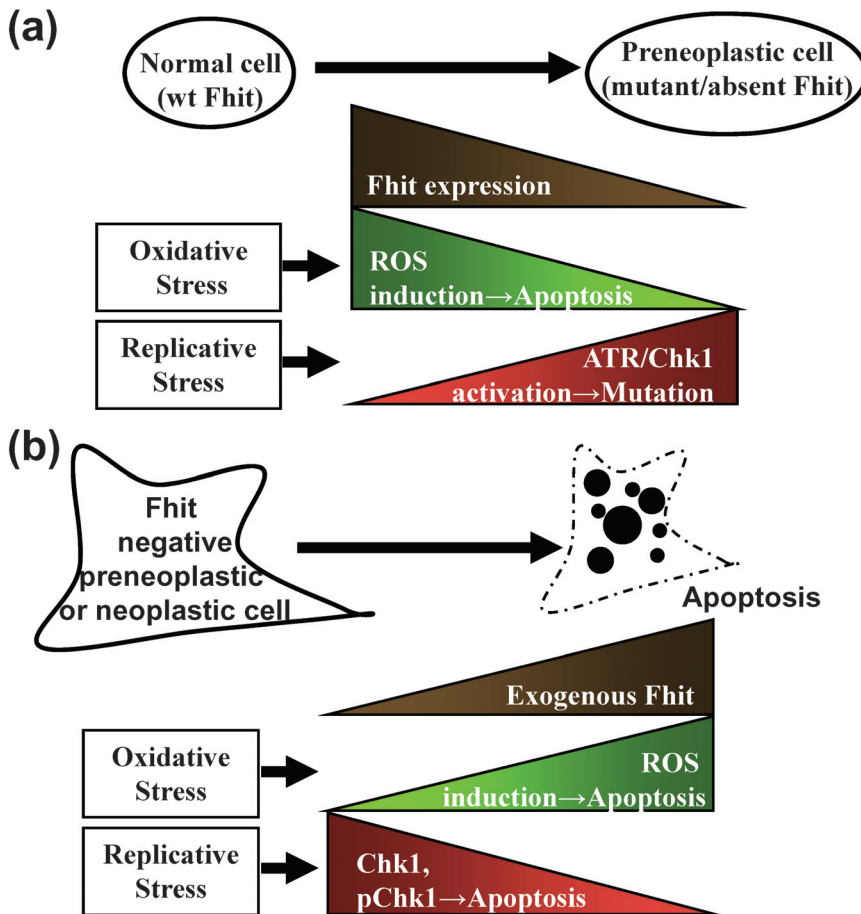 (a)
Normal cell
(wt Fhit)
Preneoplastic cell
(mutant/absent Fhit)
Fhit expression
Oxidative
Stress
ROS
induction→Apoptosis
Replicative
Stress
ATR/Chk1
activation→Mutation
(b)
Fhit
negative
preneoplastic
or neoplastic cell
Apoptosis
Exogenous Fhit
Oxidative
Stress
ROS
induction→Apoptosis
Replicative
Stress
Chk1,
pChk1→Apoptosis